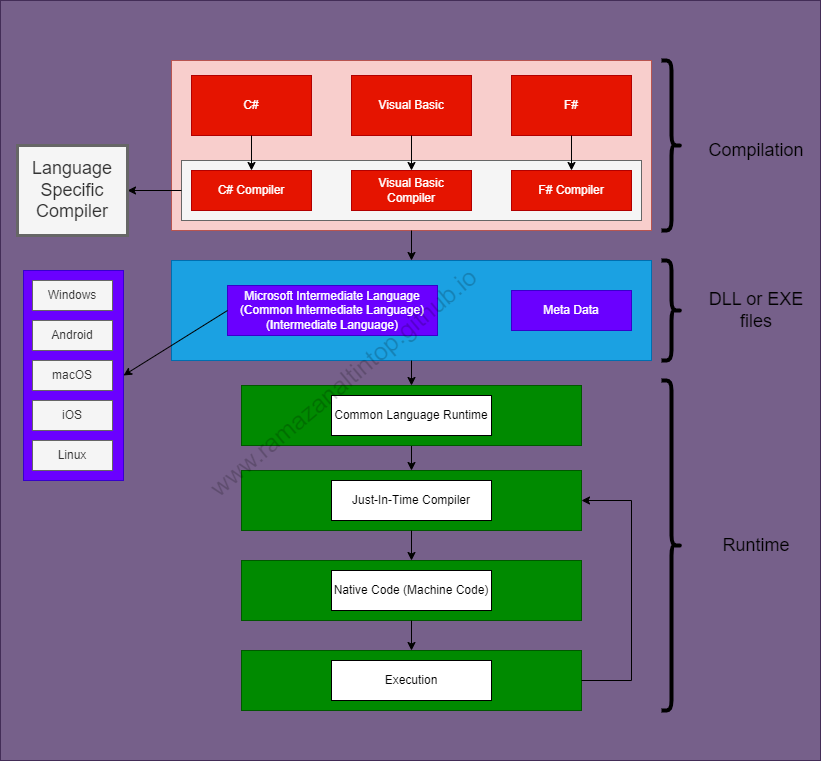 C#
Visual Basic
F#
Compilation
Language
Specific
Compiler
C# Compiler
Visual Basic
Compiler
F# Compiler
Microsoft Intermediate Language
(Common Intermediate Language)
(Intermediate Language)
Meta Data
DLL or EXE
files
Windows
Android
macOS
iOS
Linux
www.ramazanaltintop.github.io
Common Language Runtime
Just-In-Time Compiler
Native Code (Machine Code)
Execution
Runtime